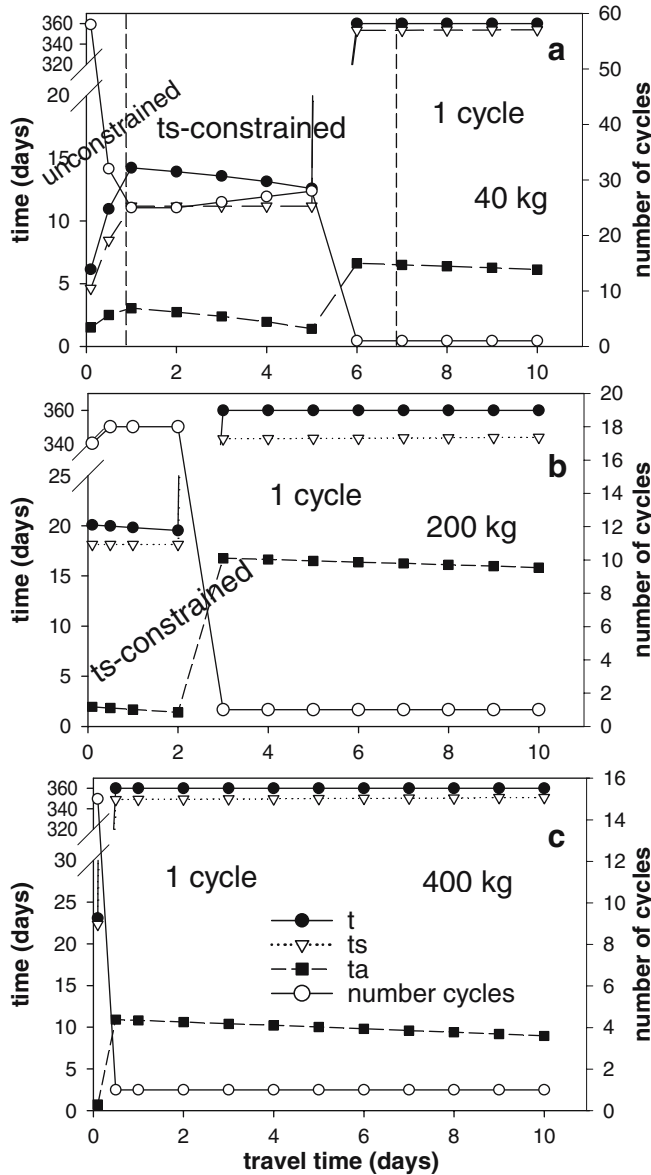 360
340
320
20
15
10
5
0
time (days)
unconstrained
ts-constrained
a
1 cycle
40 kg
60
50
40
30
20
10
0
number of cycles
0 2 4 6 8 10
360
340
25
20
15
10
5
0
time (days)
b
1 cycle
200 kg
ts-constrained
20
18
16
14
12
10
8
6
4
2
0
number of cycles
0 2 4 6 8 10
360
340
320
30
25
20
15
10
5
0
time (days)
c
1 cycle
400 kg
t
ts
ta
number cycles
16
14
12
10
8
6
4
2
0
number of cycles
0 2 4 6 8 10
travel time (days)